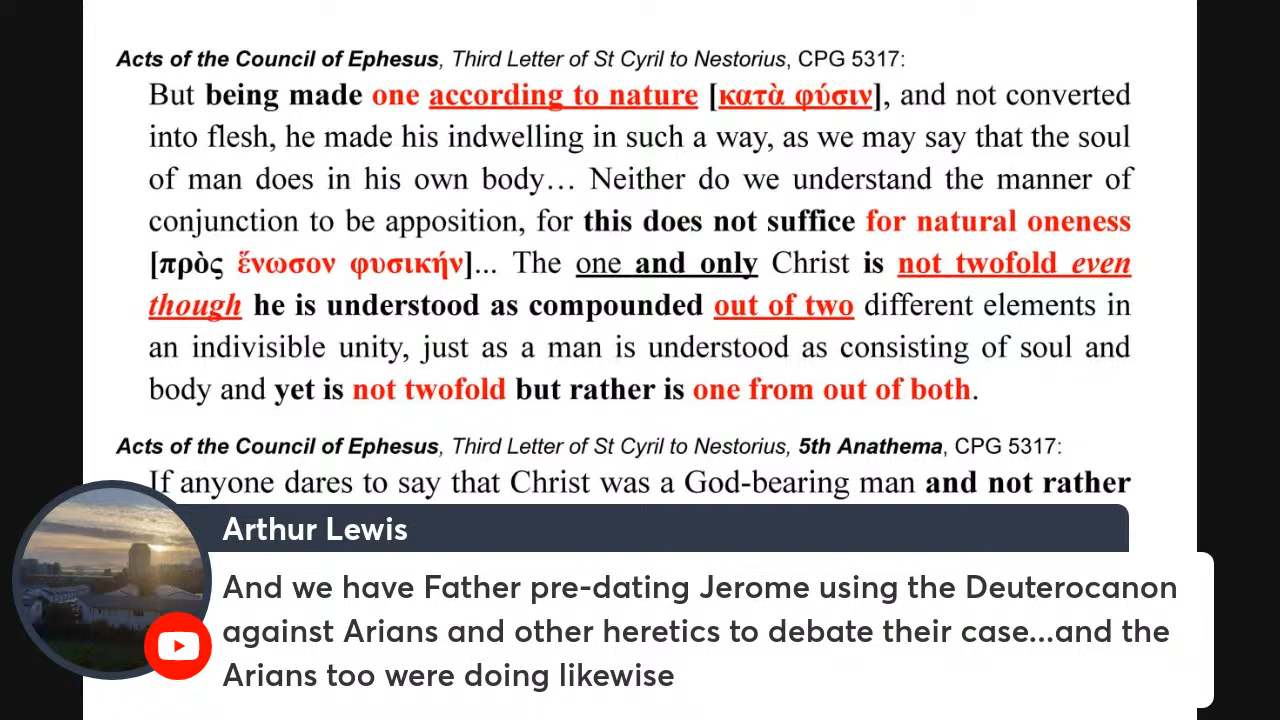 Acts of the Council of Ephesus, Third Letter of St Cyril to Nestorius, CPG 5317:
But being made one according to nature [κατὰ φύσιν], and not converted
into flesh, he made his indwelling in such a way, as we may say that the soul
of man does in his own body… Neither do we understand the manner of
conjunction to be apposition, for this does not suffice for natural oneness
[πρὸς ἕνωσον φυσικήν]... The one and only Christ is not twofold even
though he is understood as compounded out of two different elements in
an indivisible unity, just as a man is understood as consisting of soul and
body and yet is not twofold but rather is one from out of both.
Acts of the Council of Ephesus, Third Letter of St Cyril to Nestorius, 5th Anathema, CPG 5317:
If anyone dares to say that Christ was a God-bearing man and not rather
Arthur Lewis
And we have Father pre-dating Jerome using the Deuterocanon
against Arians and other heretics to debate their case...and the
Arians too were doing likewise